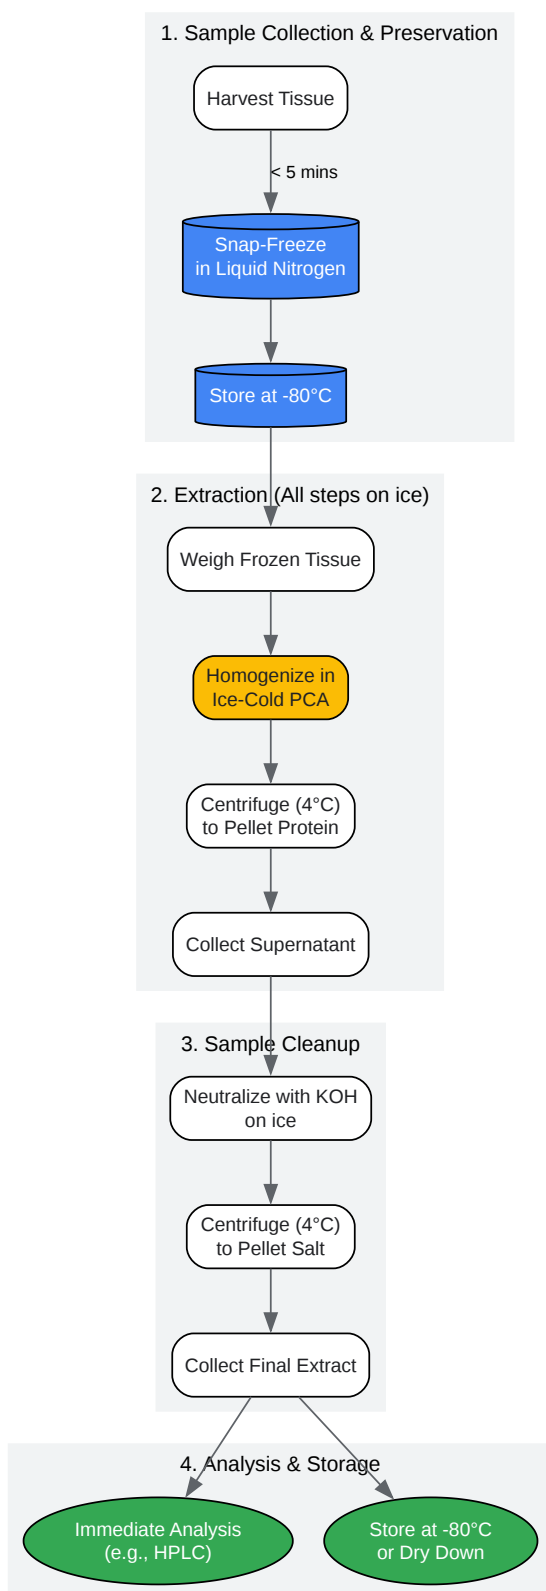 1. Sample Collection & Preservation
Harvest Tissue
< 5 mins
Snap-Freeze
in Liquid Nitrogen
Store at -80°C
2. Extraction (All steps on ice)
Weigh Frozen Tissue
Homogenize in
Ice-Cold PCA
Centrifuge (4°C)
to Pellet Protein
Collect Supernatant
3. Sample Cleanup
Neutralize with KOH
on ice
Centrifuge (4°C)
to Pellet Salt
Collect Final Extract
4. Analysis & Storage
Immediate Analysis
(e.g., HPLC)
Store at -80°C
or Dry Down